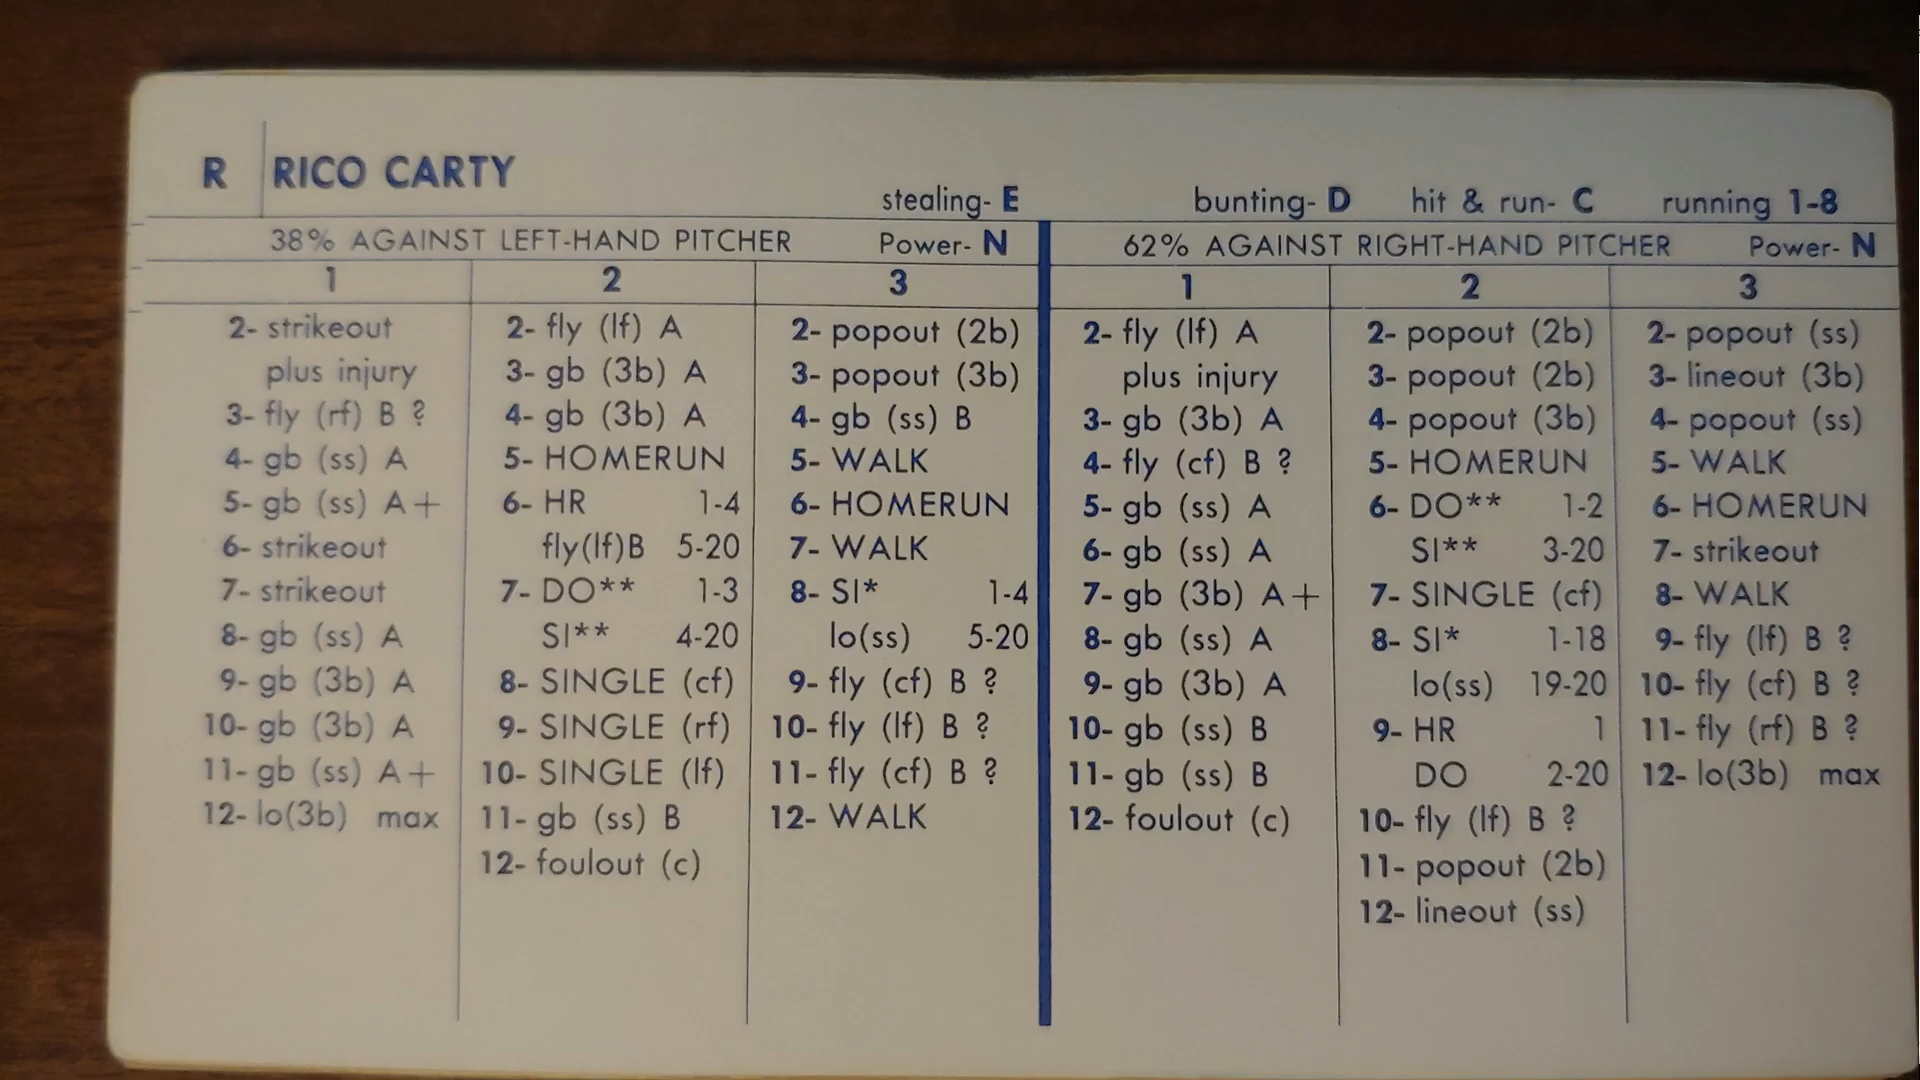 R RICO CARTY
stealing- E bunting- D hit & run- C running 1-8
38% AGAINST LEFT-HAND PITCHER Power- N
1 2 3
2- strikeout
plus injury
3- fly (rf) B ?
4- gb (ss) A
5- gb (ss) A+
6- strikeout
7- strikeout
8- gb (ss) A
9- gb (3b) A
10- gb (3b) A
11- gb (ss) A+
12- lo(3b) max
2- fly (lf) A
3- gb (3b) A
4- gb (3b) A
5- HOMERUN
6- HR 1-4
fly(lf)B 5-20
7- DO** 1-3
SI** 4-20
8- SINGLE (cf)
9- SINGLE (rf)
10- SINGLE (lf)
11- gb (ss) B
12- foulout (c)
2- popout (2b)
3- popout (3b)
4- gb (ss) B
5- WALK
6- HOMERUN
7- WALK
8- SI* 1-4
lo(ss) 5-20
9- fly (cf) B ?
10- fly (lf) B ?
11- fly (cf) B ?
12- WALK
62% AGAINST RIGHT-HAND PITCHER Power- N
1 2 3
2- fly (lf) A
plus injury
3- gb (3b) A
4- fly (cf) B ?
5- gb (ss) A
6- gb (ss) A
7- gb (3b) A+
8- gb (ss) A
9- gb (3b) A
10- gb (ss) B
11- gb (ss) B
12- foulout (c)
2- popout (2b)
3- popout (2b)
4- popout (3b)
5- HOMERUN
6- DO** 1-2
SI** 3-20
7- SINGLE (cf)
8- SI* 1-18
lo(ss) 19-20
9- HR 1
DO 2-20
10- fly (lf) B ?
11- popout (2b)
12- lineout (ss)
2- popout (ss)
3- lineout (3b)
4- popout (ss)
5- WALK
6- HOMERUN
7- strikeout
8- WALK
9- fly (lf) B ?
10- fly (cf) B ?
11- fly (rf) B ?
12- lo(3b) max